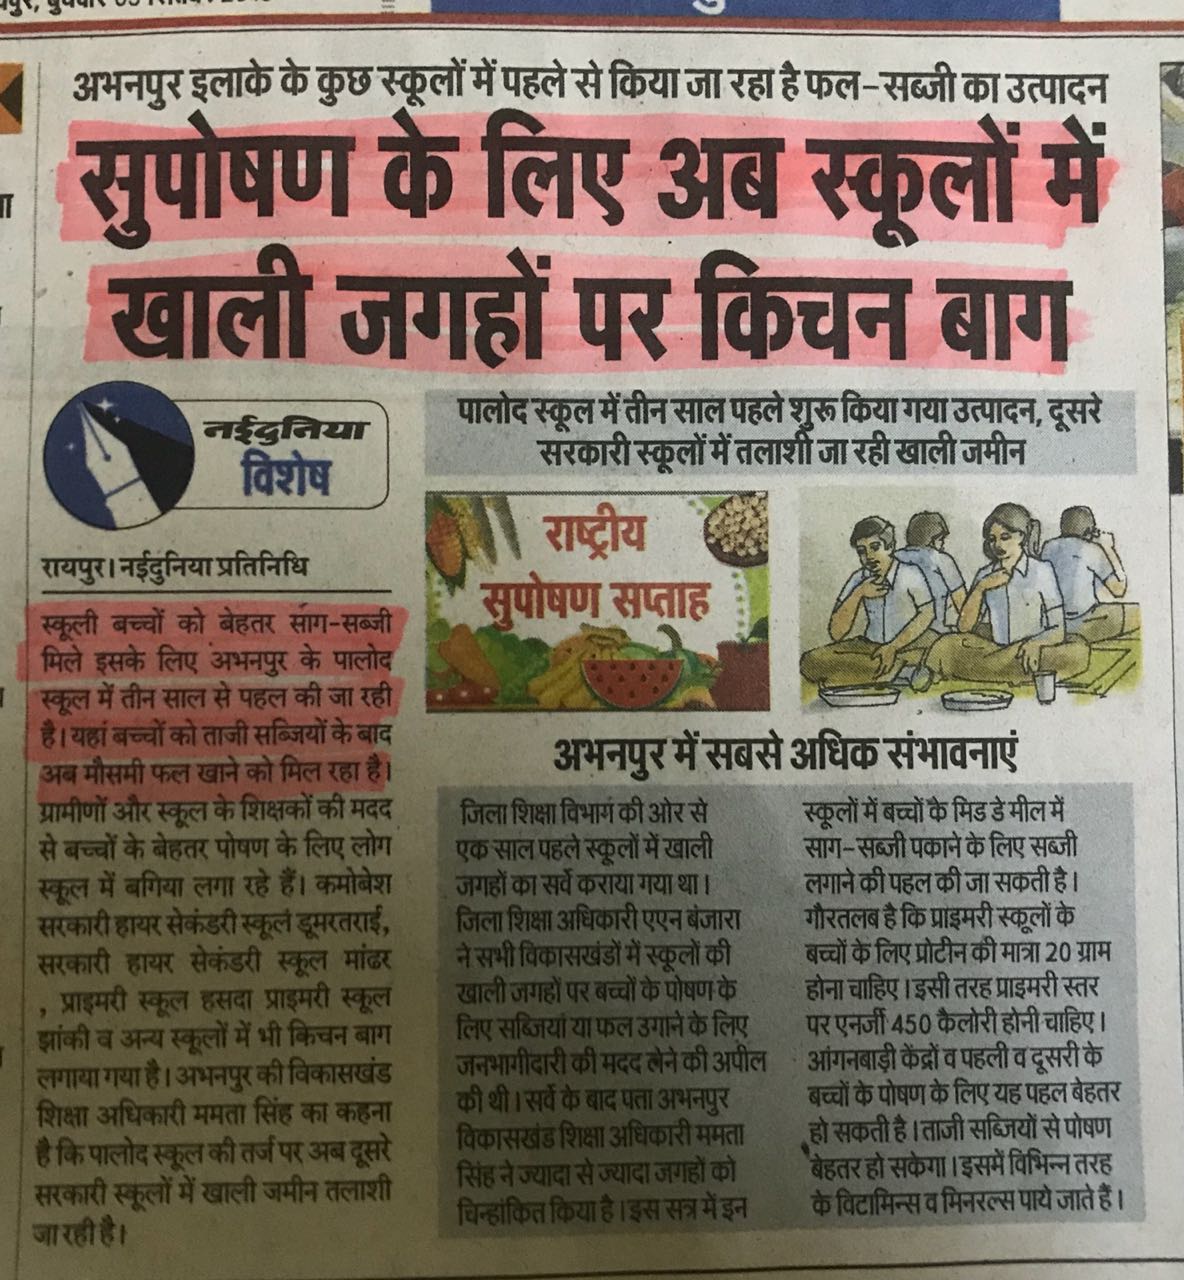 अभनपुर इलाके के कुछ स्कूलों में पहले से किया जा रहा है फल-सब्जी का उत्पादन
सुपोषण के लिए अब स्कूलों में
खाली जगहों पर किचन बाग
नईदुनिया
विशेष
रायपुर। नईदुनिया प्रतिनिधि
स्कूली बच्चों को बेहतर साग-सब्जी
मिले इसके लिए अभनपुर के पालोद
स्कूल में तीन साल से पहल की जा रही
है। यहां बच्चों को ताजी सब्जियों के बाद
अब मौसमी फल खाने को मिल रहा है।
ग्रामीणों और स्कूल के शिक्षकों की मदद
से बच्चों के बेहतर पोषण के लिए लोग
स्कूल में बगिया लगा रहे हैं। कमोबेश
सरकारी हायर सेकंडरी स्कूल डूमरतराई,
सरकारी हायर सेकंडरी स्कूल मांढर
, प्राइमरी स्कूल हसदा प्राइमरी स्कूल
झांकी व अन्य स्कूलों में भी किचन बाग
लगाया गया है। अभनपुर की विकासखंड
शिक्षा अधिकारी ममता सिंह का कहना
है कि पालोद स्कूल की तर्ज पर अब दूसरे
सरकारी स्कूलों में खाली जमीन तलाशी
जा रही है।
पालोद स्कूल में तीन साल पहले शुरू किया गया उत्पादन, दूसरे
सरकारी स्कूलों में तलाशी जा रही खाली जमीन
राष्ट्रीय
सुपोषण सप्ताह
अभनपुर में सबसे अधिक संभावनाएं
जिला शिक्षा विभाग की ओर से
एक साल पहले स्कूलों में खाली
जगहों का सर्वे कराया गया था।
जिला शिक्षा अधिकारी एएन बंजारा
ने सभी विकासखंडों में स्कूलों की
खाली जगहों पर बच्चों के पोषण के
लिए सब्जियां या फल उगाने के लिए
जनभागीदारी की मदद लेने की अपील
की थी। सर्वे के बाद पता अभनपुर
विकासखंड शिक्षा अधिकारी ममता
सिंह ने ज्यादा से ज्यादा जगहों को
चिन्हांकित किया है। इस सत्र में इन
स्कूलों में बच्चों के मिड डे मील में
साग-सब्जी पकाने के लिए सब्जी
लगाने की पहल की जा सकती है।
गौरतलब है कि प्राइमरी स्कूलों के
बच्चों के लिए प्रोटीन की मात्रा 20 ग्राम
होना चाहिए। इसी तरह प्राइमरी स्तर
पर एनर्जी 450 कैलोरी होनी चाहिए।
आंगनबाड़ी केंद्रों व पहली व दूसरी के
बच्चों के पोषण के लिए यह पहल बेहतर
हो सकती है। ताजी सब्जियों से पोषण
बेहतर हो सकेगा। इसमें विभिन्न तरह
के विटामिन्स व मिनरल्स पाये जाते हैं।